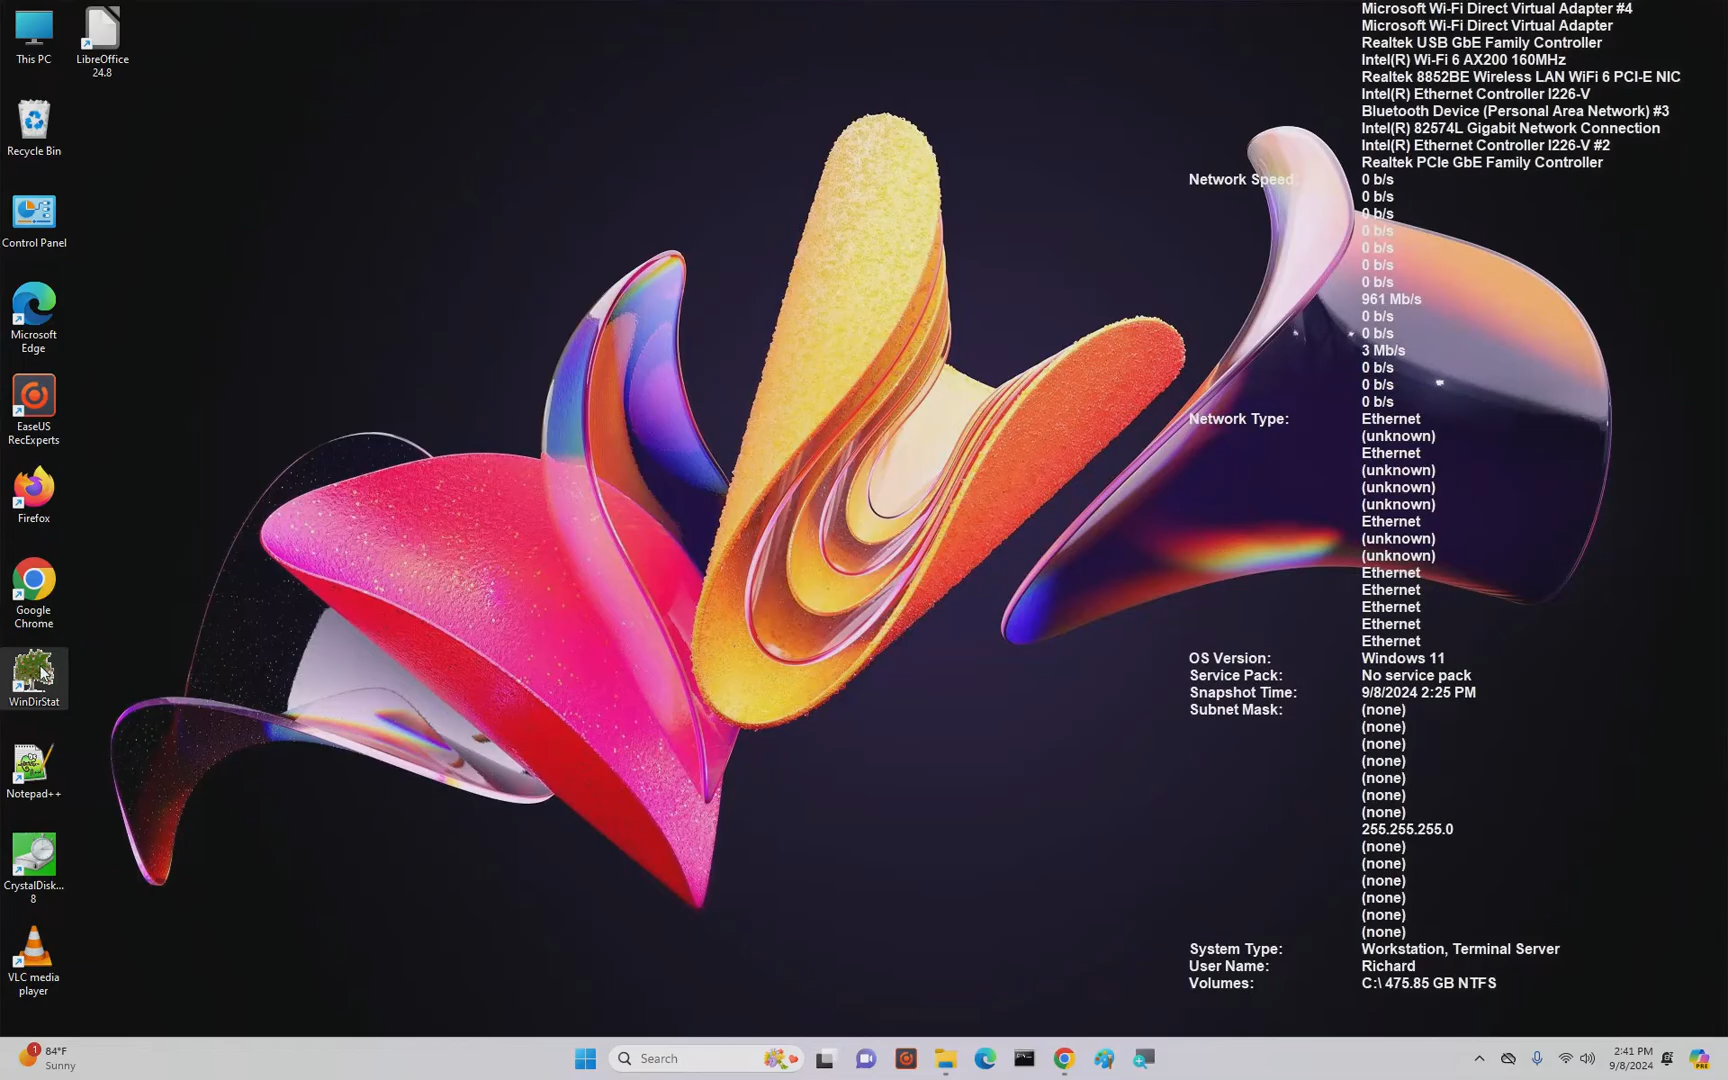 This PC
LibreOffice
24.8
Recycle Bin
Control Panel
Microsoft
Edge
EaseUS
RecExperts
Firefox
Google
Chrome
WinDirStat
Notepad++
CrystalDisk...
8
VLC media
player
Microsoft Wi-Fi Direct Virtual Adapter #4
Microsoft Wi-Fi Direct Virtual Adapter
Realtek USB GbE Family Controller
Intel(R) Wi-Fi 6 AX200 160MHz
Realtek 8852BE Wireless LAN WiFi 6 PCI-E NIC
Intel(R) Ethernet Controller I226-V
Bluetooth Device (Personal Area Network) #3
Intel(R) 82574L Gigabit Network Connection
Intel(R) Ethernet Controller I226-V #2
Realtek PCIe GbE Family Controller
Network Speed: 0 b/s
0 b/s
0 b/s
0 b/s
0 b/s
0 b/s
0 b/s
961 Mb/s
0 b/s
0 b/s
3 Mb/s
0 b/s
0 b/s
0 b/s
Network Type: Ethernet
(unknown)
Ethernet
(unknown)
(unknown)
(unknown)
Ethernet
(unknown)
(unknown)
Ethernet
Ethernet
Ethernet
Ethernet
Ethernet
OS Version: Windows 11
Service Pack: No service pack
Snapshot Time: 9/8/2024 2:25 PM
Subnet Mask: (none)
(none)
(none)
(none)
(none)
(none)
(none)
255.255.255.0
(none)
(none)
(none)
(none)
(none)
(none)
System Type: Workstation, Terminal Server
User Name: Richard
Volumes: C:\ 475.85 GB NTFS
1
84°F
Sunny
Search
2:41 PM
9/8/2024
PRE